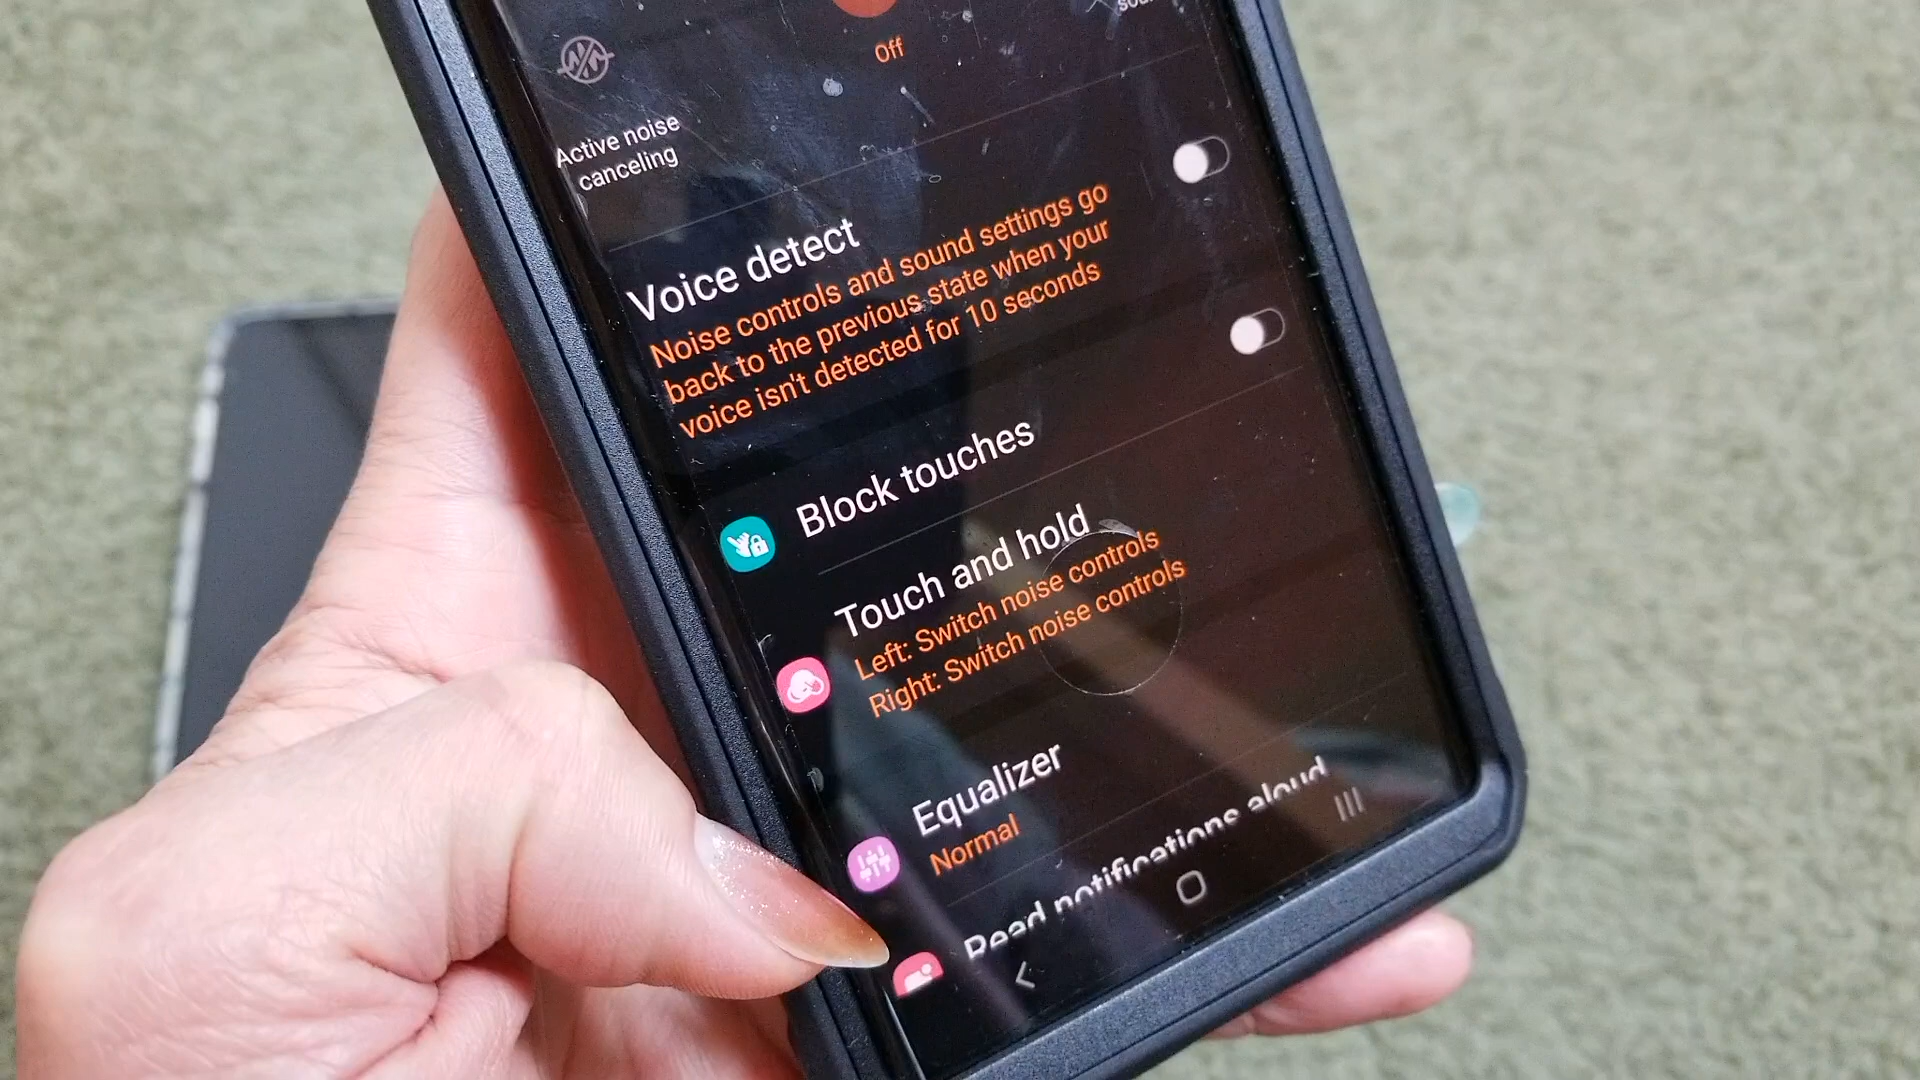 Off
Active noise
canceling
Voice detect
Noise controls and sound settings go
back to the previous state when your
voice isn't detected for 10 seconds
Block touches
Touch and hold
Left: Switch noise controls
Right: Switch noise controls
Equalizer
Normal
Read notifications aloud